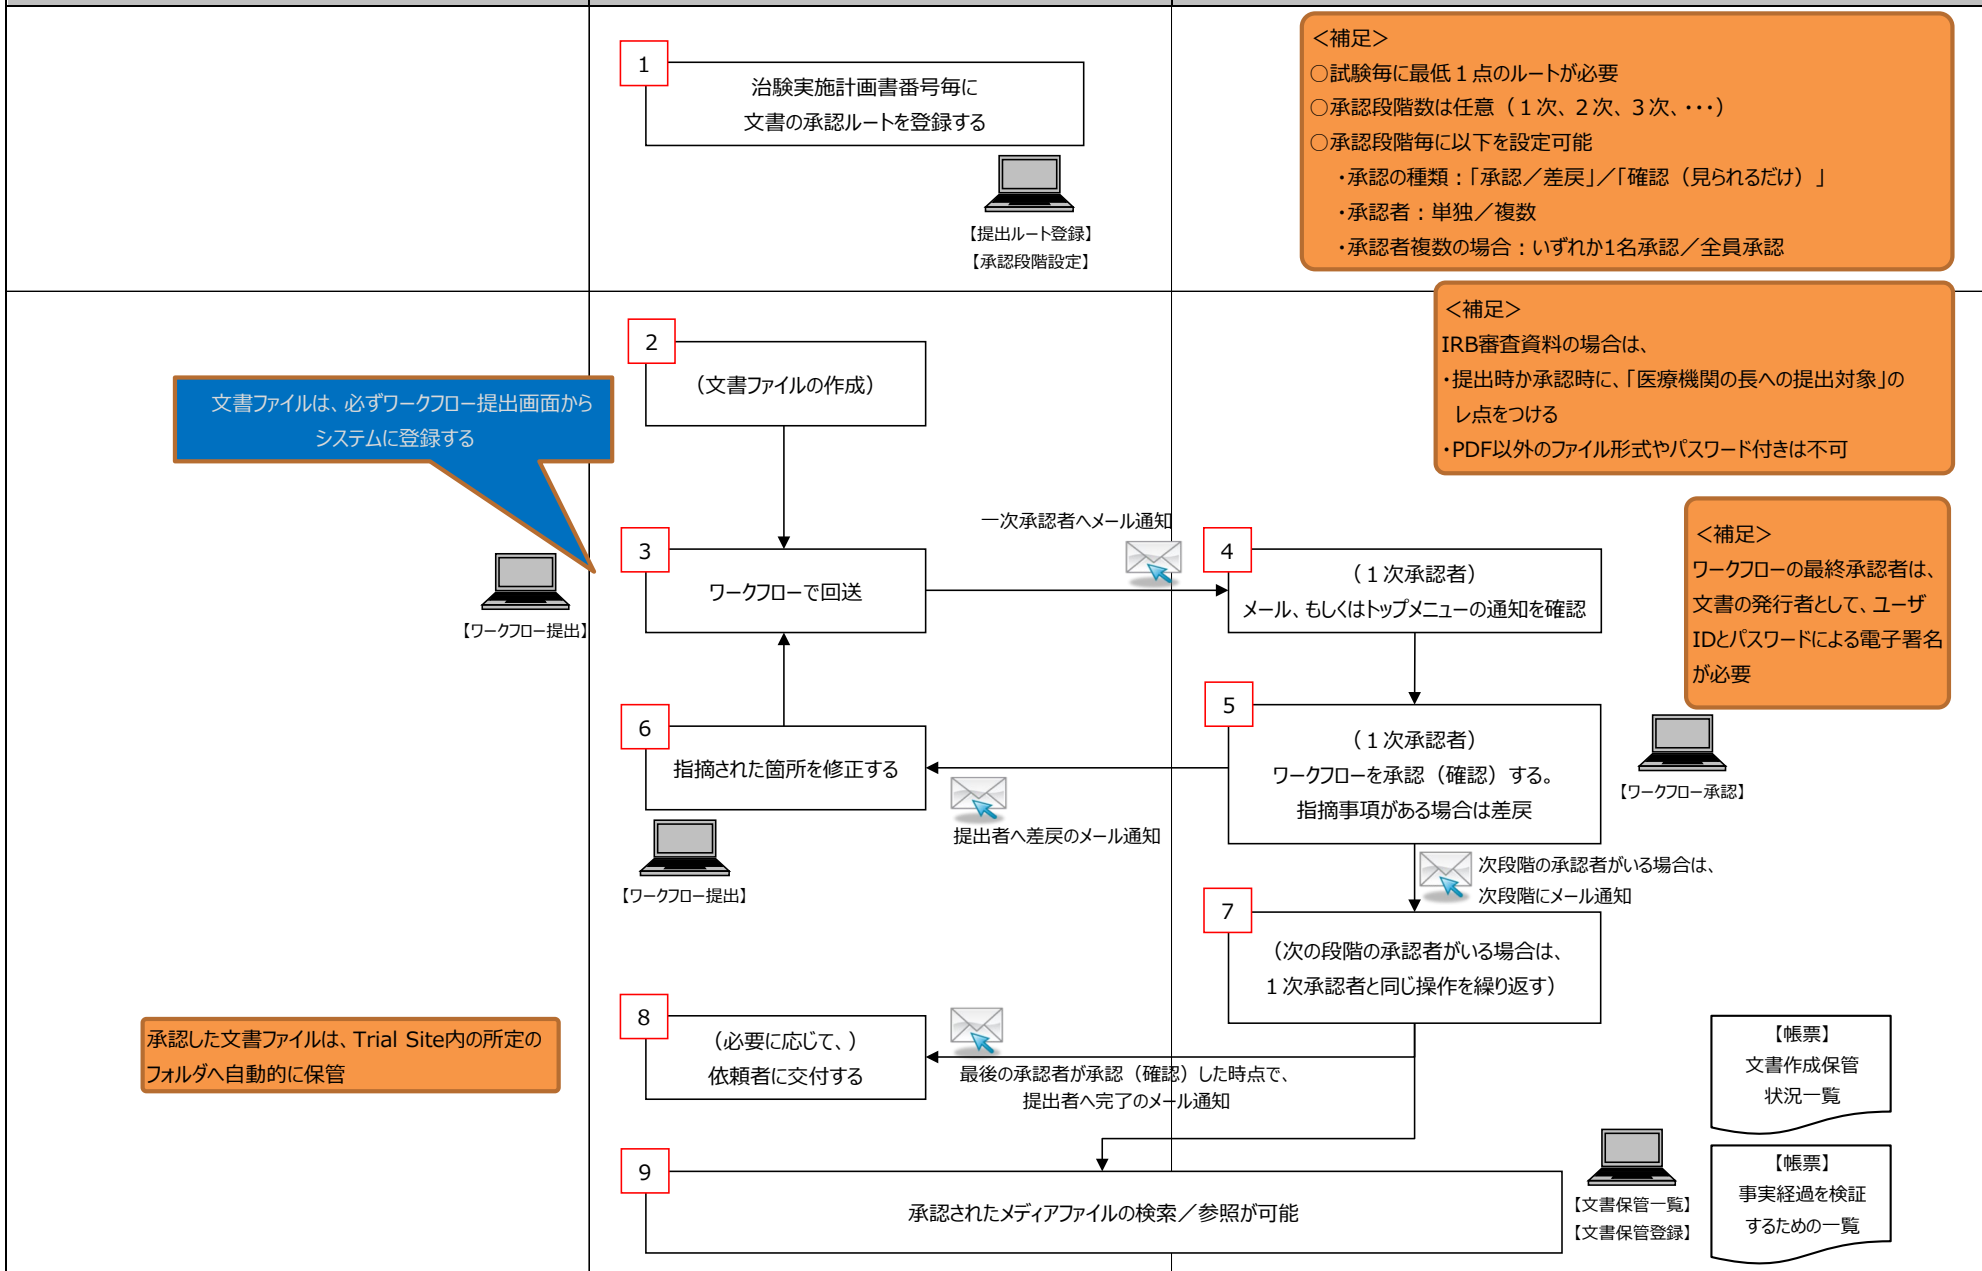 1
治験実施計画書番号毎に
文書の承認ルートを登録する
【提出ルート登録】
【承認段階設定】
＜補足＞
○試験毎に最低１点のルートが必要
○承認段階数は任意（１次、２次、３次、・・・）
○承認段階毎に以下を設定可能
・承認の種類：「承認／差戻」／「確認（見られるだけ）」
・承認者：単独／複数
・承認者複数の場合：いずれか1名承認／全員承認
＜補足＞
IRB審査資料の場合は、
・提出時か承認時に、「医療機関の長への提出対象」の
レ点をつける
・PDF以外のファイル形式やパスワード付きは不可
2
（文書ファイルの作成）
文書ファイルは、必ずワークフロー提出画面から
システムに登録する
3
ワークフローで回送
【ワークフロー提出】
一次承認者へメール通知
4
（１次承認者）
メール、もしくはトップメニューの通知を確認
＜補足＞
ワークフローの最終承認者は、
文書の発行者として、ユーザ
IDとパスワードによる電子署名
が必要
5
（１次承認者）
ワークフローを承認（確認）する。
指摘事項がある場合は差戻
【ワークフロー承認】
6
指摘された箇所を修正する
提出者へ差戻のメール通知
【ワークフロー提出】
次段階の承認者がいる場合は、
次段階にメール通知
7
（次の段階の承認者がいる場合は、
１次承認者と同じ操作を繰り返す）
8
（必要に応じて、）
依頼者に交付する
最後の承認者が承認（確認）した時点で、
提出者へ完了のメール通知
承認した文書ファイルは、Trial Site内の所定の
フォルダへ自動的に保管
【帳票】
文書作成保管
状況一覧
9
承認されたメディアファイルの検索／参照が可能
【文書保管一覧】
【文書保管登録】
【帳票】
事実経過を検証
するための一覧